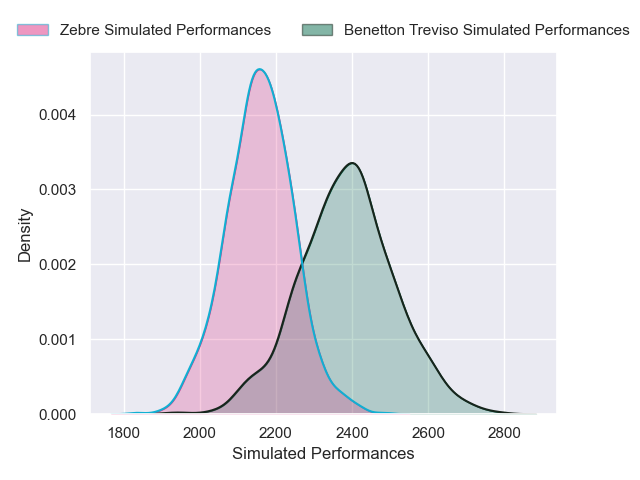 Zebre Simulated Performances Benetton Treviso Simulated Performances
0.004
0.003
0.002
0.001
0.000
Density
1800 2000 2200 2400 2600 2800
Simulated Performances